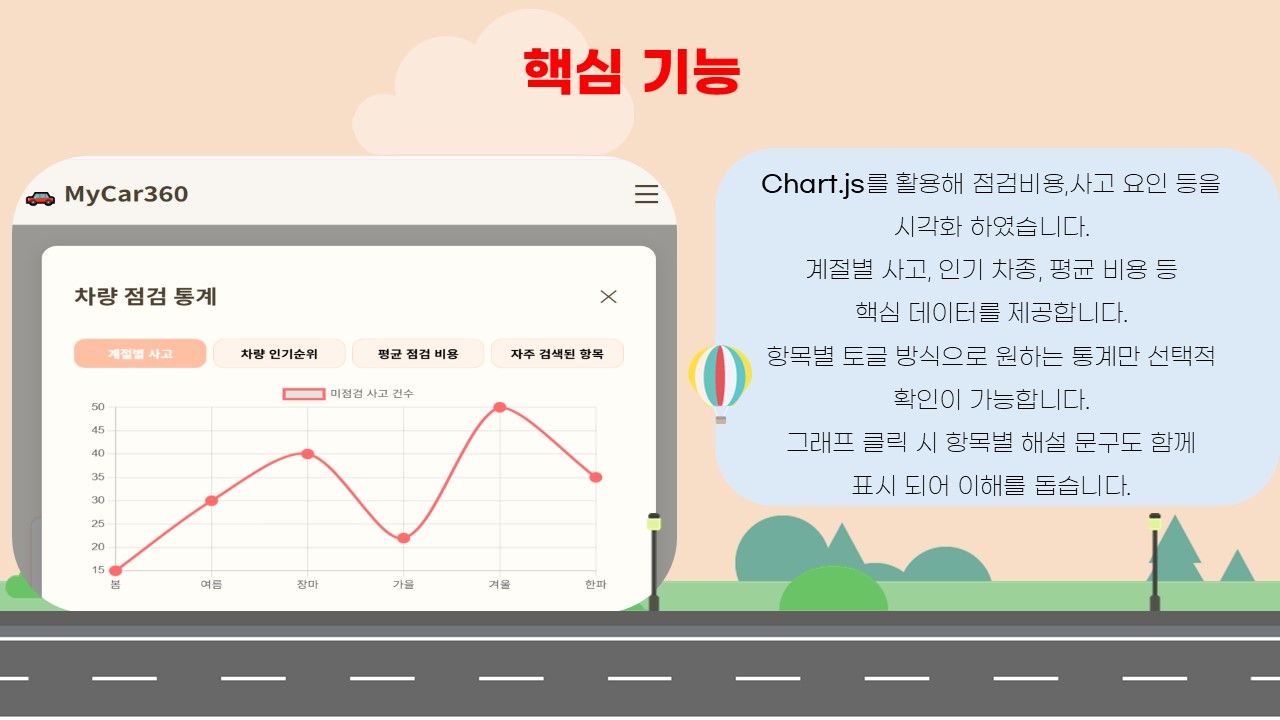 핵심 기능
MyCar360
차량 점검 통계
계절별 사고 차량 인기순위 평균 점검 비용 자주 검색된 항목
미점검 사고 건수
50
45
40
35
30
25
20
15
봄 여름 장마 가을 겨울 한파
Chart.js를 활용해 점검비용,사고 요인 등을
시각화 하였습니다.
계절별 사고, 인기 차종, 평균 비용 등
핵심 데이터를 제공합니다.
항목별 토글 방식으로 원하는 통계만 선택적
확인이 가능합니다.
그래프 클릭 시 항목별 해설 문구도 함께
표시 되어 이해를 돕습니다.